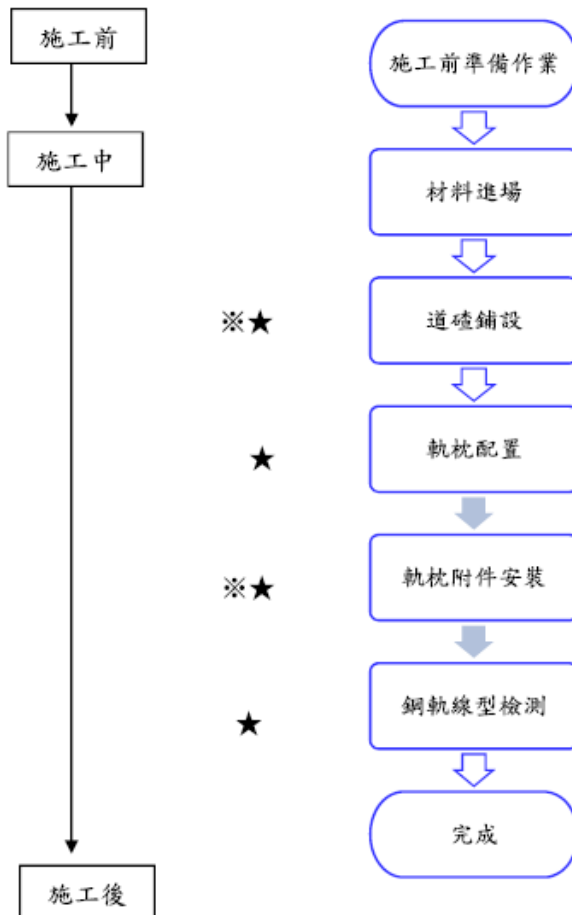 施工前
施工前準備作業
施工中
材料進場
※★
道碴鋪設
★
軌枕配置
※★
軌枕附件安裝
★
鋼軌線型檢測
完成
施工後